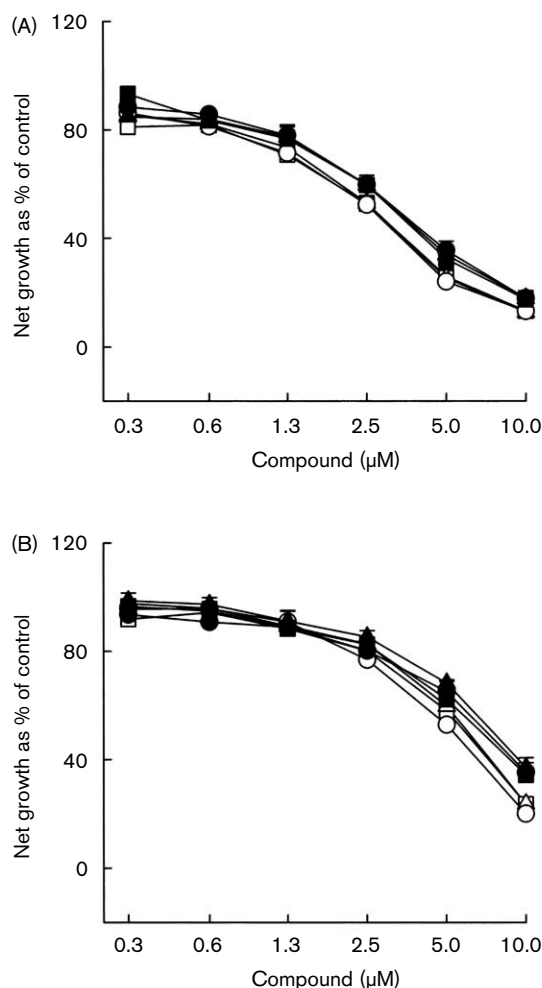 (A)
120
80
40
0
Net growth as % of control
0.3 0.6 1.3 2.5 5.0 10.0
Compound (µM)
(B)
120
80
40
0
Net growth as % of control
0.3 0.6 1.3 2.5 5.0 10.0
Compound (µM)